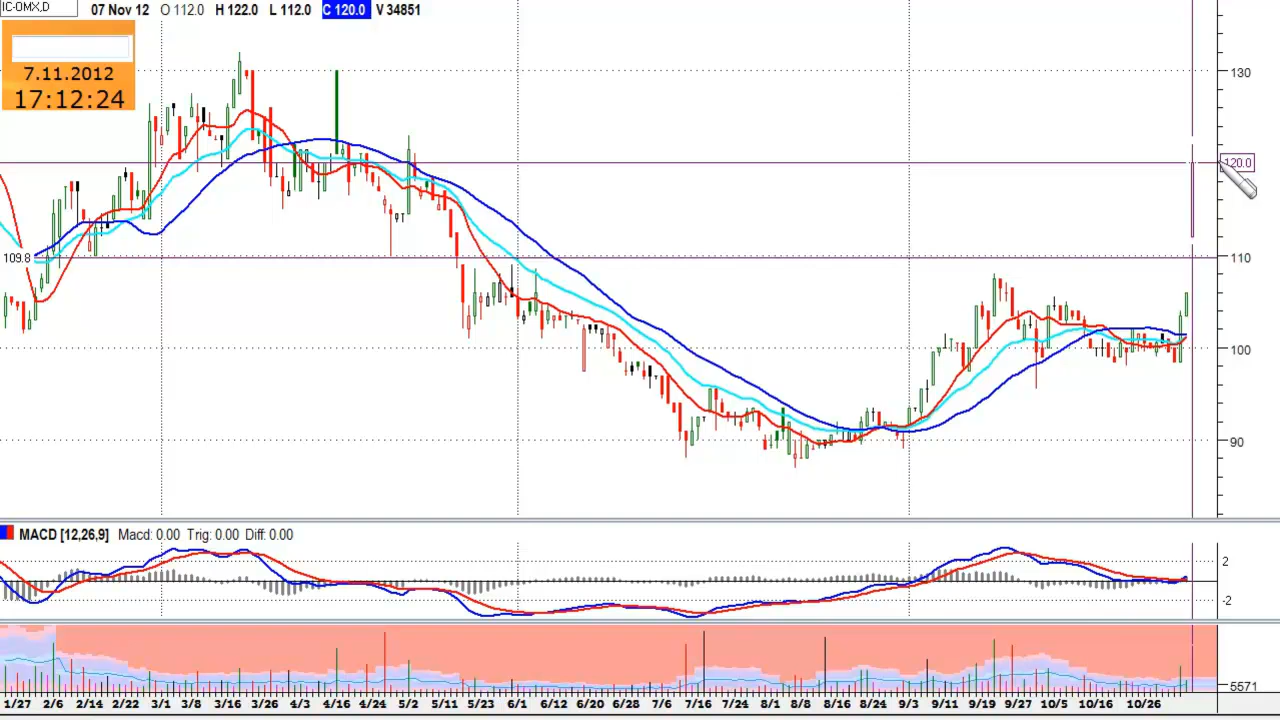 IC-OMX,D
07 Nov 12 O 112.0 H 122.0 L 112.0 C 120.0 V 34851
7.11.2012
17:12:24
130
120.0
109.8
110
100
90
MACD [12,26,9] Macd: 0.00 Trig: 0.00 Diff: 0.00
2
-2
5571
1/27 2/6 2/14 2/22 3/1 3/8 3/16 3/26 4/3 4/16 4/24 5/2 5/11 5/23 6/1 6/12 6/20 6/28 7/6 7/16 7/24 8/1 8/8 8/16 8/24 9/3 9/11 9/19 9/27 10/5 10/16 10/26